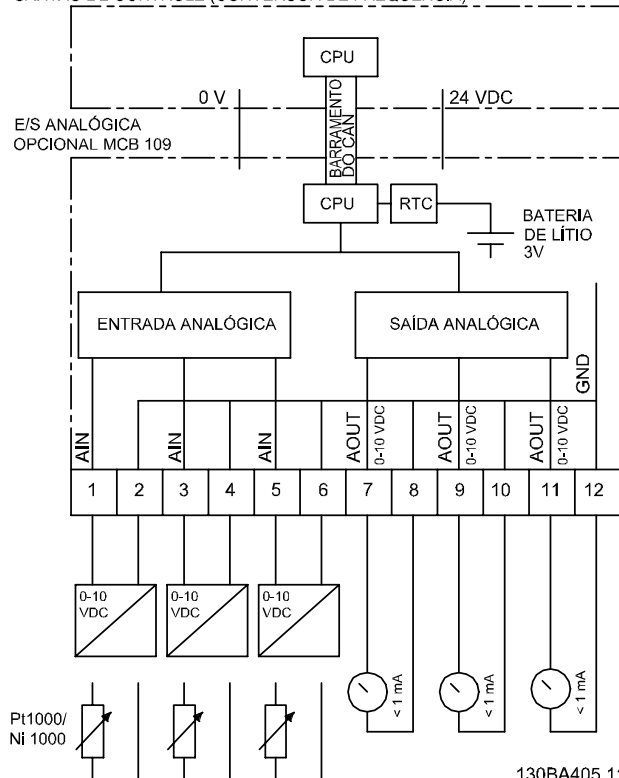 CPU
0 V
24 VDC
E/S ANALÓGICA
OPCIONAL MCB 109
BARRAMENTO
DO CAN
CPU
RTC
BATERIA
DE LÍTIO
3V
ENTRADA ANALÓGICA
SAÍDA ANALÓGICA
GND
AIN
AIN
AIN
AOUT
0-10 VDC
AOUT
0-10 VDC
AOUT
0-10 VDC
1 2 3 4 5 6 7 8 9 10 11 12
0-10
VDC
0-10
VDC
0-10
VDC
< 1 mA
< 1 mA
< 1 mA
Pt1000/
Ni 1000